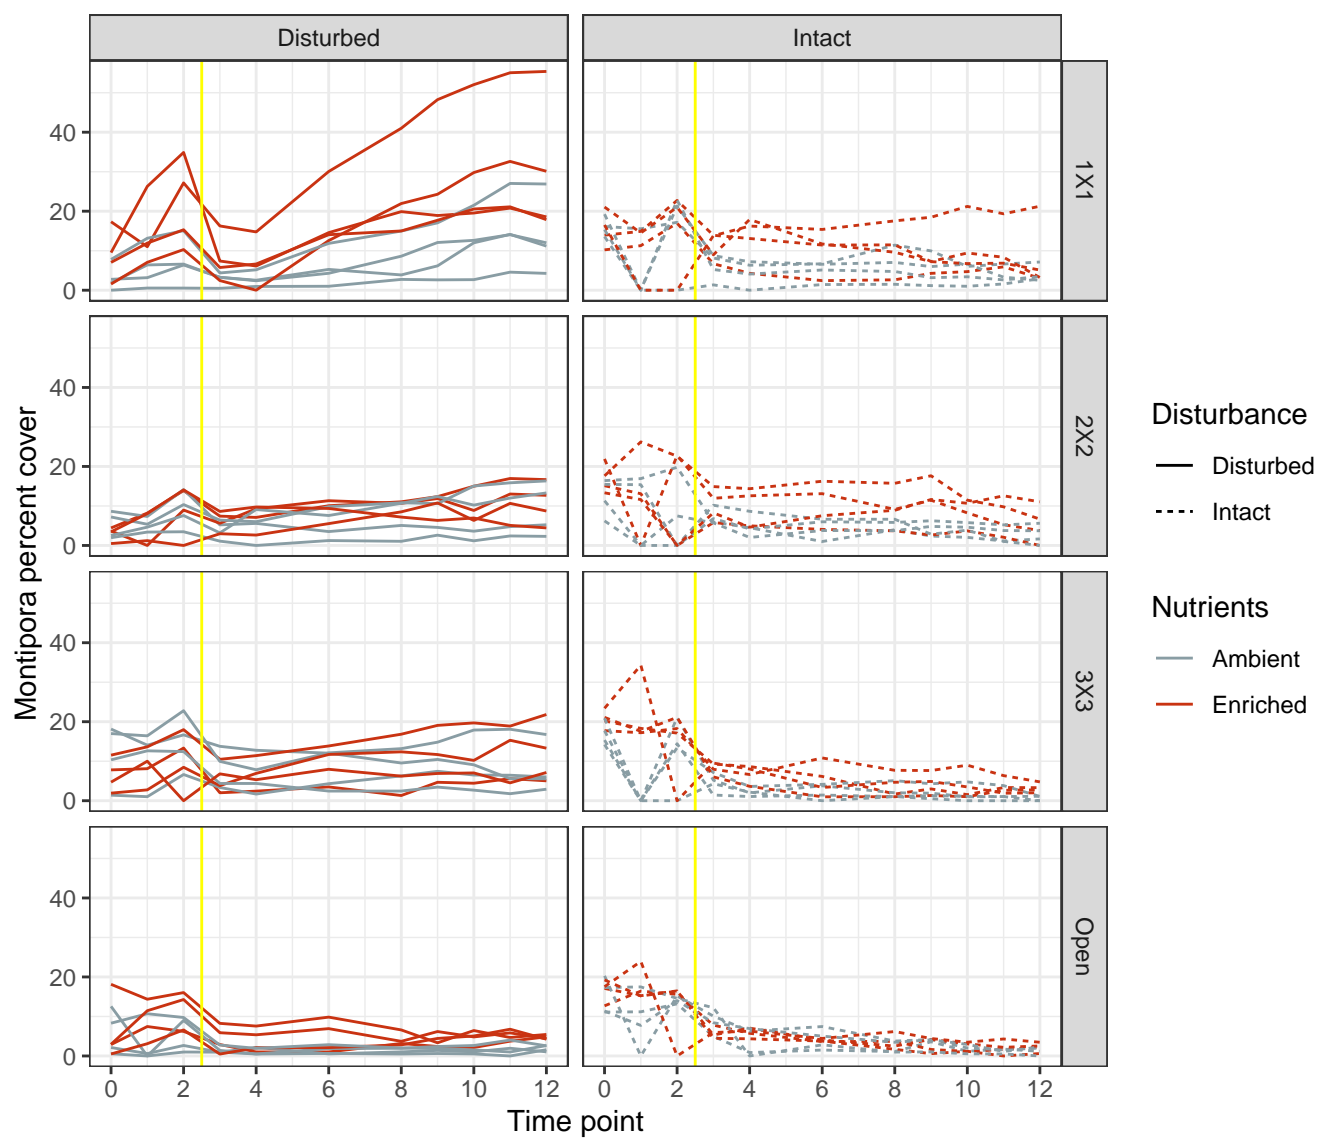 Disturbed
Intact
40
20
0
1X1
40
20
0
2X2
40
20
0
3X3
40
20
0
Open
0
2
4
6
8
10
12
0
2
4
6
8
10
12
Time point
Montipora percent cover
Disturbance
Disturbed
Intact
Nutrients
Ambient
Enriched